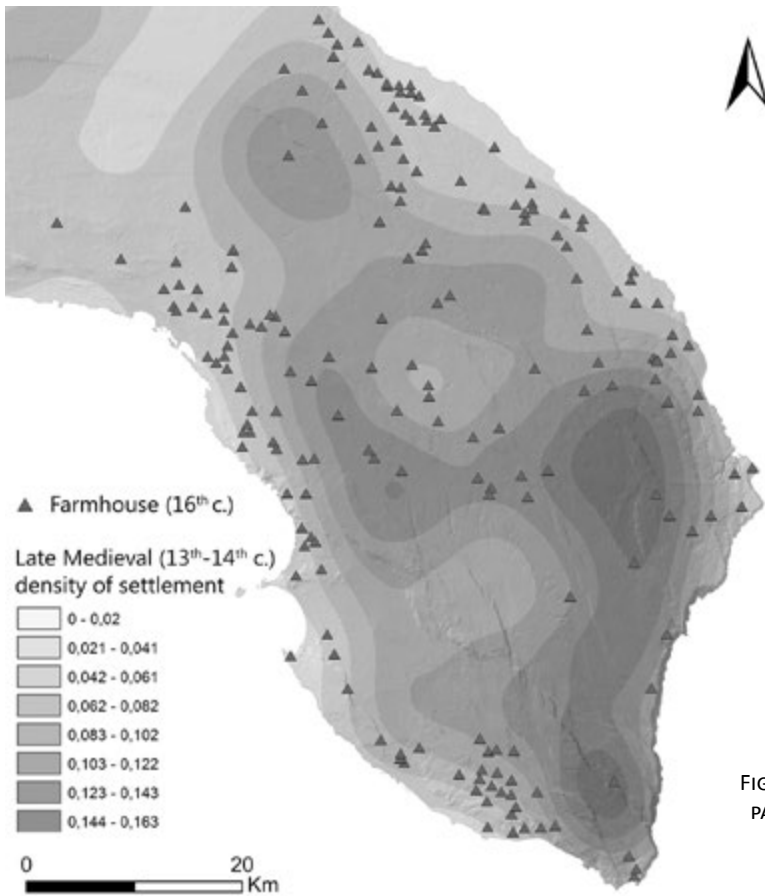 Farmhouse (16th c.)
Late Medieval (13th-14th c.)
density of settlement
0 - 0,02
0,021 - 0,041
0,042 - 0,061
0,062 - 0,082
0,083 - 0,102
0,103 - 0,122
0,123 - 0,143
0,144 - 0,163
0 20
Km